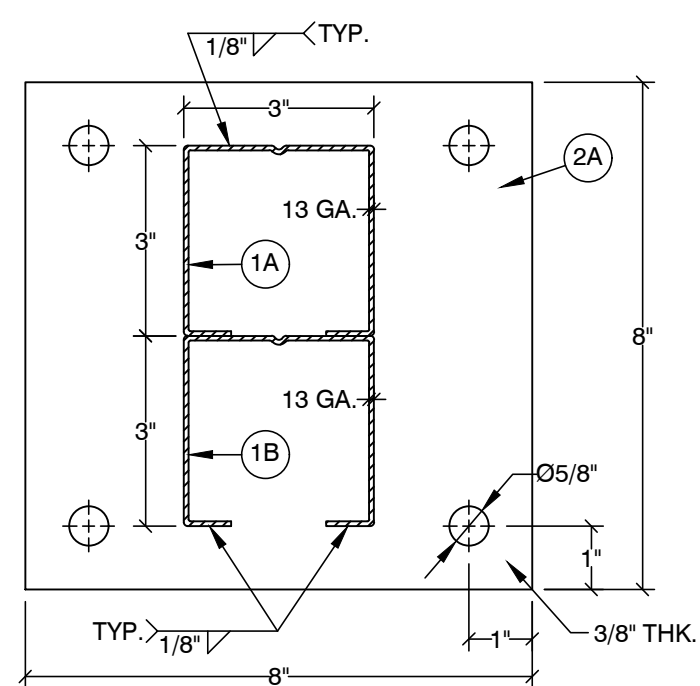 TYP.
1/8"
3"
2A
13 GA.
3"
1A
8"
13 GA.
3"
1B
Ø5/8"
1"
TYP.
1/8"
1"
3/8" THK.
8"